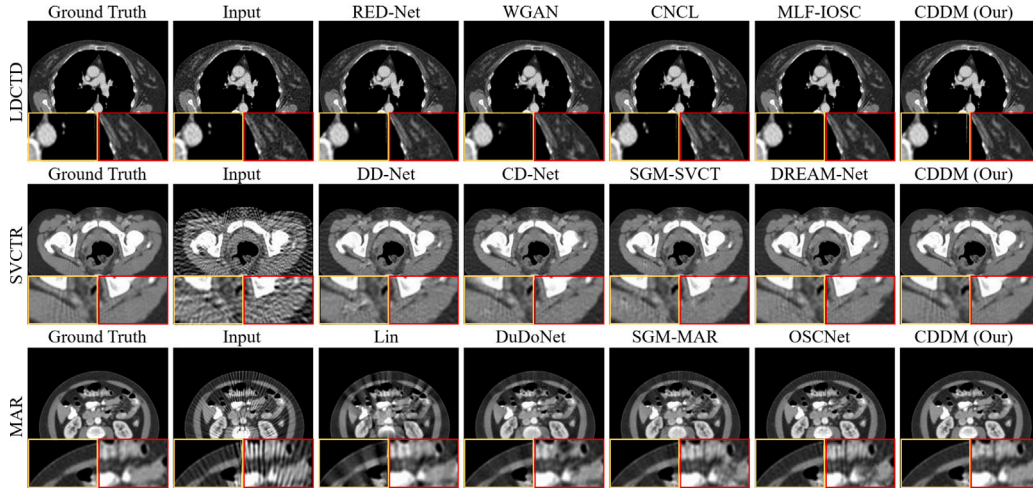 Ground Truth Input RED-Net WGAN CNCL MLF-IOSC CDDM (Our)
LDCTD
Ground Truth Input DD-Net CD-Net SGM-SVCT DREAM-Net CDDM (Our)
SVCTR
Ground Truth Input Lin DuDoNet SGM-MAR OSCNet CDDM (Our)
MAR